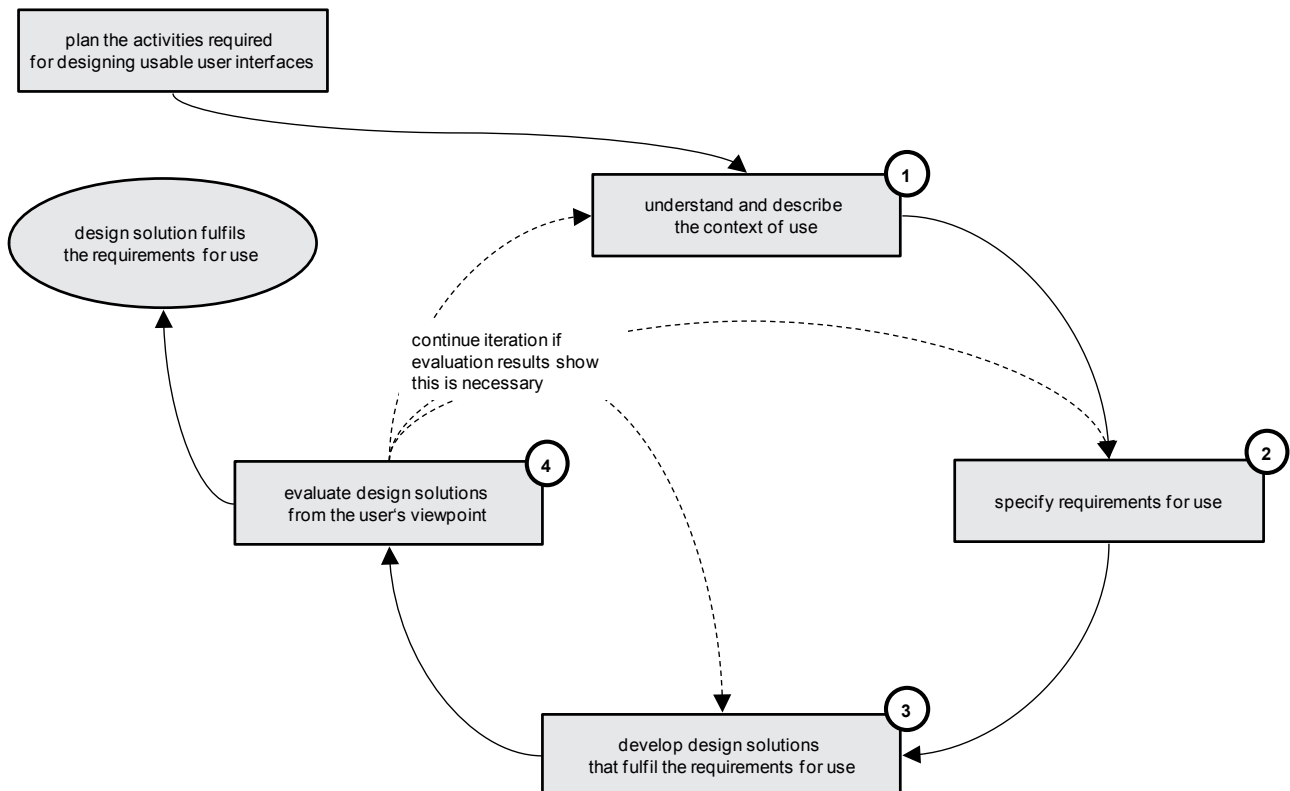 plan the activities required
for designing usable user interfaces
1
understand and describe
the context of use
design solution fulfils
the requirements for use
continue iteration if
evaluation results show
this is necessary
4
evaluate design solutions
from the user‘s viewpoint
2
specify requirements for use
3
develop design solutions
that fulfil the requirements for use